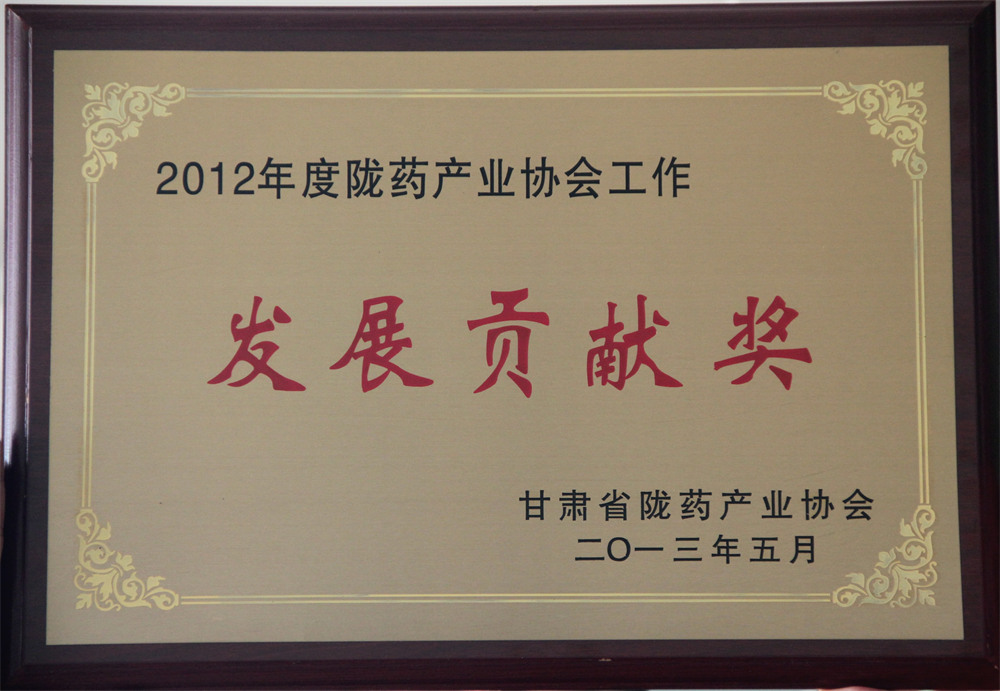 2012年度陇药产业协会工作
发展贡献奖
甘肃省陇药产业协会
二〇一三年五月